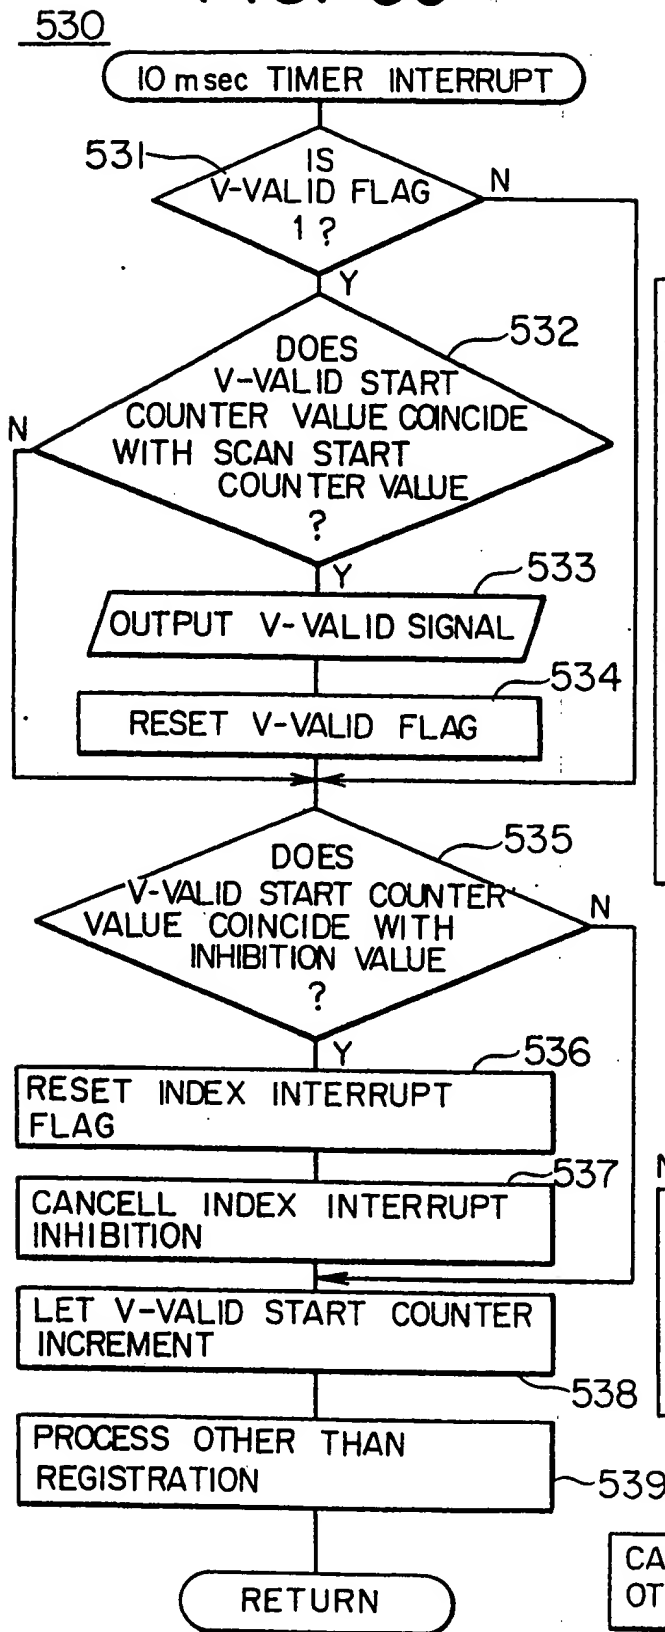 530
10 msec TIMER INTERRUPT
531
IS
V-VALID FLAG
1 ?
N
Y
532
DOES
V-VALID START
COUNTER VALUE COINCIDE
WITH SCAN START
COUNTER VALUE
?
N
Y
533
OUTPUT V-VALID SIGNAL
534
RESET V-VALID FLAG
535
DOES
V-VALID START COUNTER
VALUE COINCIDE WITH
INHIBITION VALUE
?
N
Y
536
RESET INDEX INTERRUPT
FLAG
537
CANCELL INDEX INTERRUPT
INHIBITION
LET V-VALID START COUNTER
INCREMENT
538
PROCESS OTHER THAN
REGISTRATION
539
RETURN
CA
OT